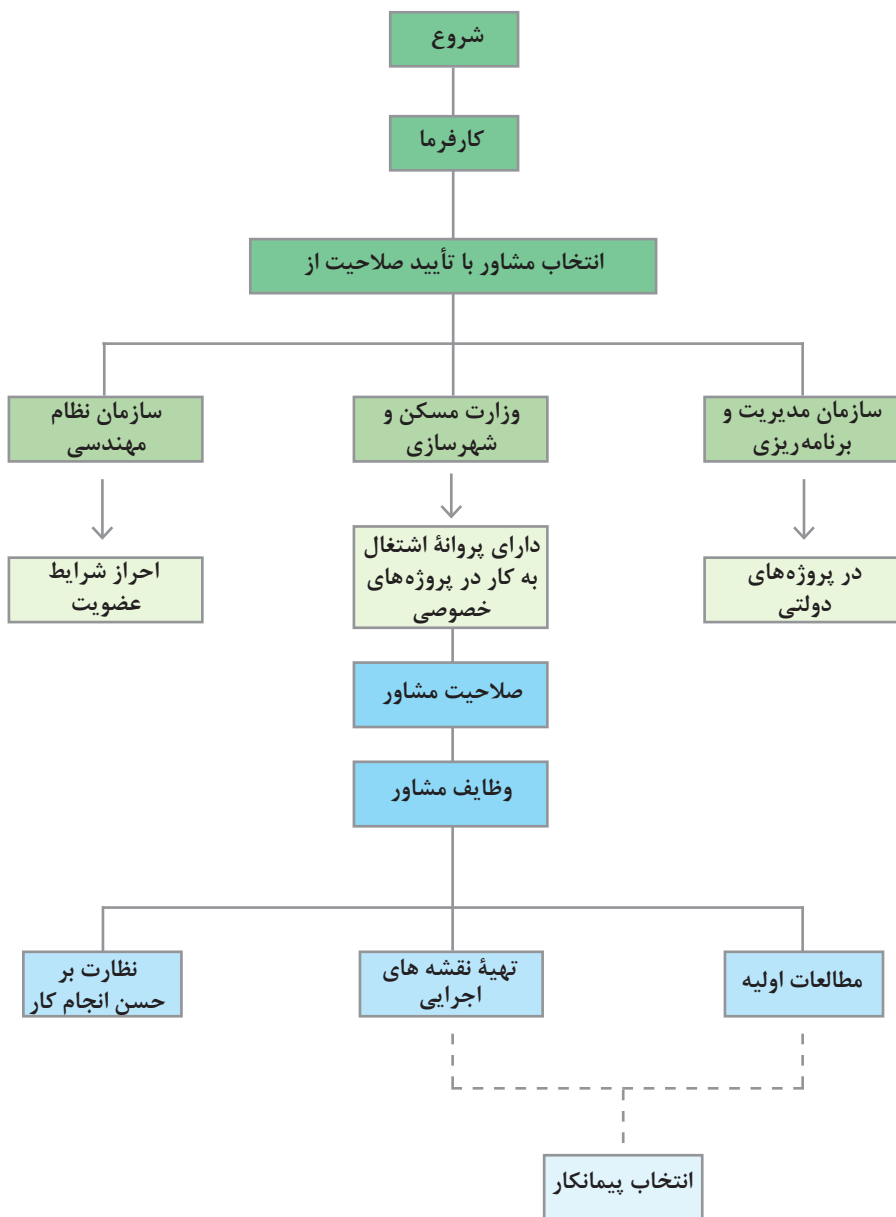 شروع
کارفرما
انتخاب مشاور با تأیید صلاحیت از
سازمان مدیریت و
برنامه‌ریزی
وزارت مسکن و
شهرسازی
سازمان نظام
مهندسی
در پروژه‌های
دولتی
دارای پروانۀ اشتغال
به کار در پروژه‌های
خصوصی
احراز شرایط
عضویت
صلاحیت مشاور
وظایف مشاور
مطالعات اولیه
تهیۀ نقشه های
اجرایی
نظارت بر
حسن انجام کار
انتخاب پیمانکار